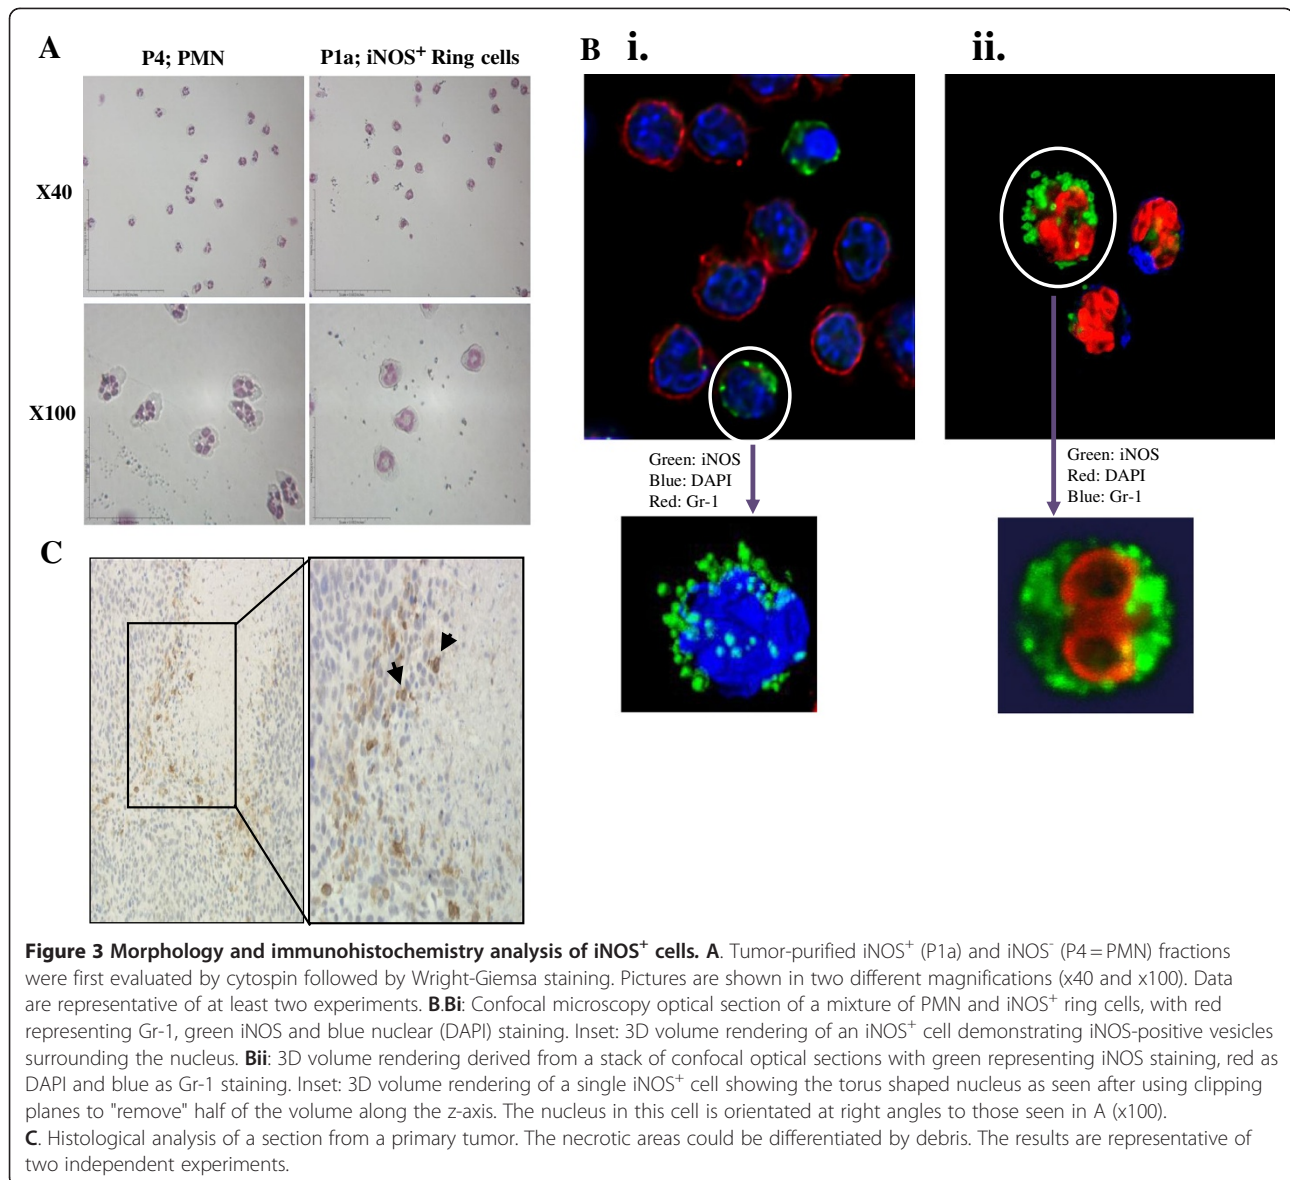 A
P4; PMN
P1a; iNOS⁺ Ring cells
X40
X100
B
i.
ii.
Green: iNOS
Blue: DAPI
Red: Gr-1
Green: iNOS
Red: DAPI
Blue: Gr-1
C
Figure 3 Morphology and immunohistochemistry analysis of iNOS⁺ cells. A. Tumor-purified iNOS⁺ (P1a) and iNOS⁻ (P4 = PMN) fractions
were first evaluated by cytospin followed by Wright-Giemsa staining. Pictures are shown in two different magnifications (x40 and x100). Data
are representative of at least two experiments. B.Bi: Confocal microscopy optical section of a mixture of PMN and iNOS⁺ ring cells, with red
representing Gr-1, green iNOS and blue nuclear (DAPI) staining. Inset: 3D volume rendering of an iNOS⁺ cell demonstrating iNOS-positive vesicles
surrounding the nucleus. Bii: 3D volume rendering derived from a stack of confocal optical sections with green representing iNOS staining, red as
DAPI and blue as Gr-1 staining. Inset: 3D volume rendering of a single iNOS⁺ cell showing the torus shaped nucleus as seen after using clipping
planes to "remove" half of the volume along the z-axis. The nucleus in this cell is orientated at right angles to those seen in A (x100).
C. Histological analysis of a section from a primary tumor. The necrotic areas could be differentiated by debris. The results are representative of
two independent experiments.